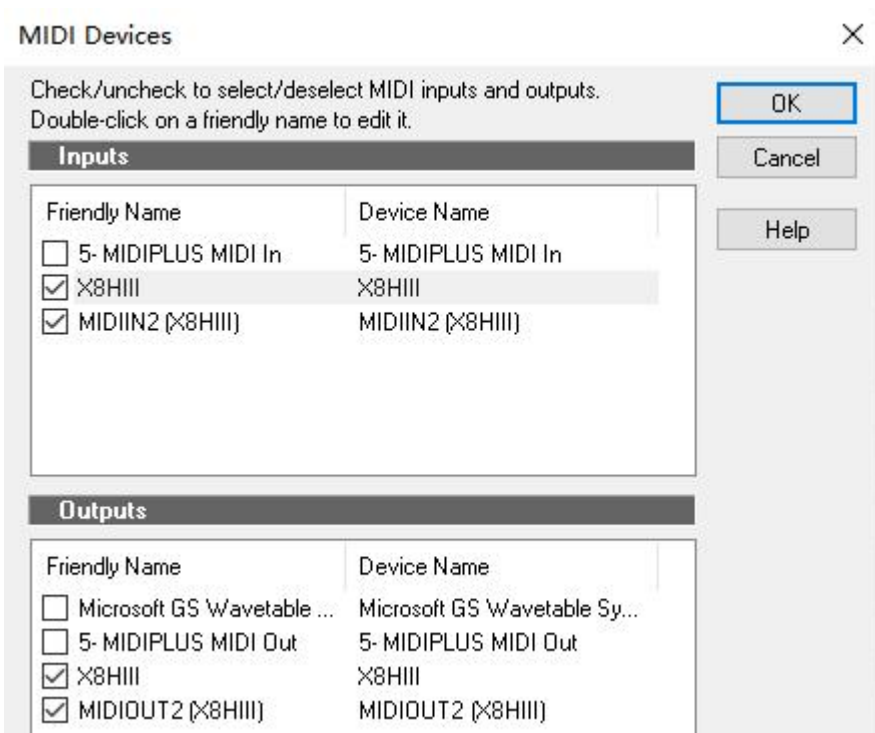 MIDI Devices
Check/uncheck to select/deselect MIDI inputs and outputs.
Double-click on a friendly name to edit it.
OK
Cancel
Help
Inputs
Friendly Name Device Name
5- MIDIPLUS MIDI In 5- MIDIPLUS MIDI In
X8HIII X8HIII
MIDIIN2 (X8HIII) MIDIIN2 (X8HIII)
Outputs
Friendly Name Device Name
Microsoft GS Wavetable ... Microsoft GS Wavetable Sy...
5- MIDIPLUS MIDI Out 5- MIDIPLUS MIDI Out
X8HIII X8HIII
MIDIOUT2 (X8HIII) MIDIOUT2 (X8HIII)